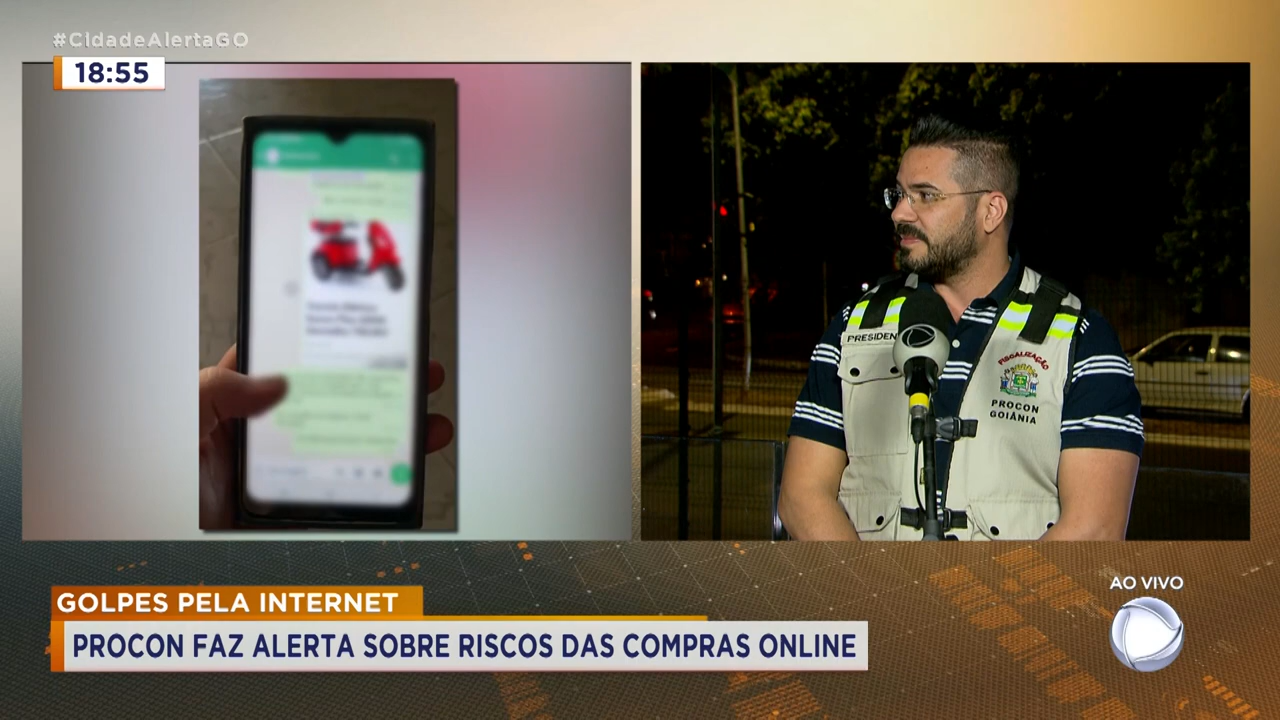 #CidadeAlertaGO
18:55
PRESIDEN
FISCALIZAÇÃO
PROCON
GOIÂNIA
AO VIVO
GOLPES PELA INTERNET
PROCON FAZ ALERTA SOBRE RISCOS DAS COMPRAS ONLINE